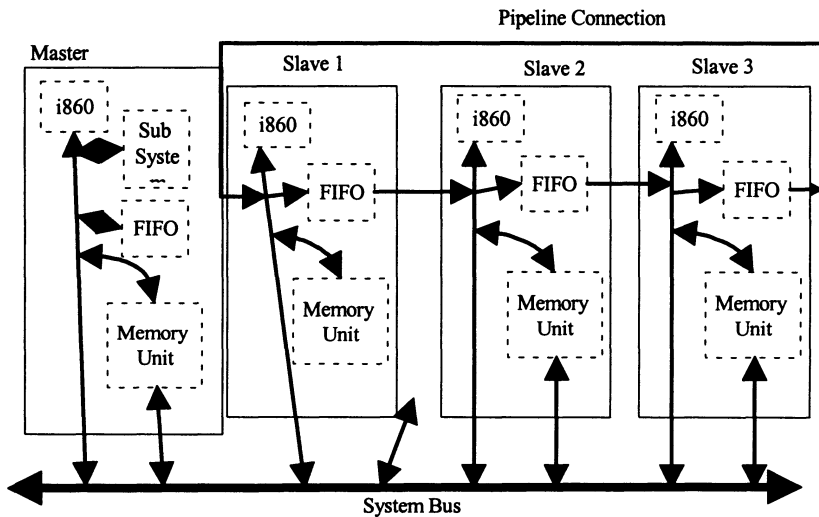 Pipeline Connection
Master
Slave 1
Slave 2
Slave 3
i860
Sub
Syste
FIFO
Memory
Unit
i860
FIFO
Memory
Unit
i860
FIFO
Memory
Unit
i860
FIFO
Memory
Unit
System Bus